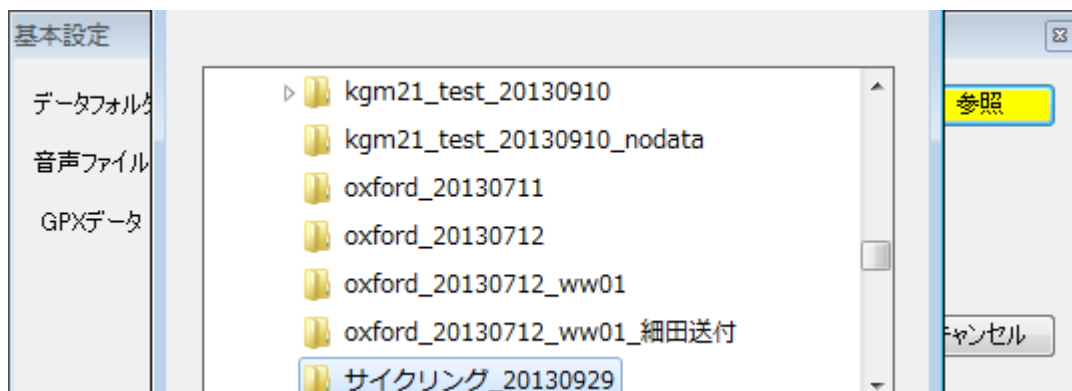 基本設定
データフォルダ
音声ファイル
GPXデータ
kgm21_test_20130910
kgm21_test_20130910_nodata
oxford_20130711
oxford_20130712
oxford_20130712_ww01
oxford_20130712_ww01_細田送付
サイクリング_20130929
参照
キャンセル